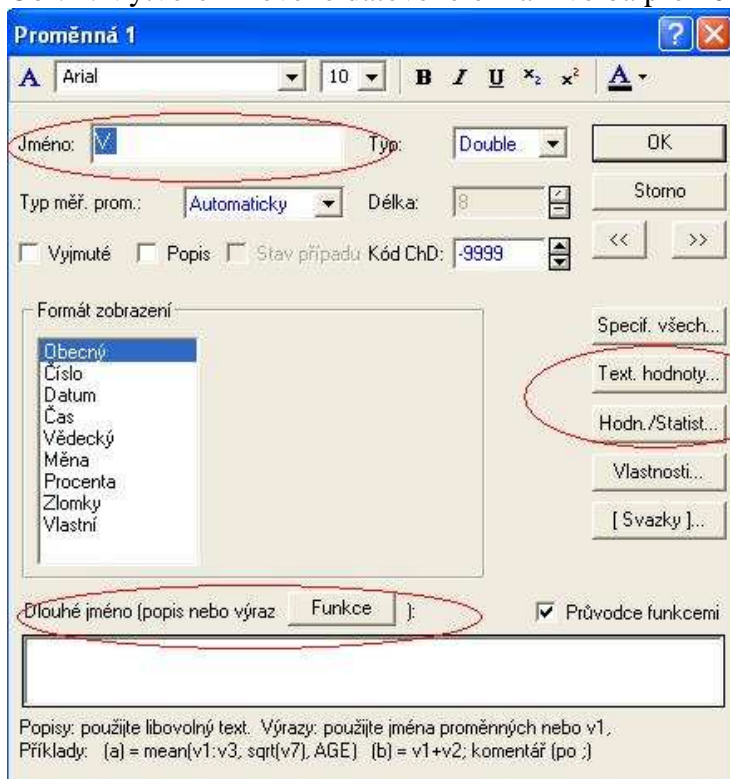 Proměnná 1
A Arial 10 B I U x₂ x² A
Jméno: V Typ: Double OK
Typ měř. prom.: Automaticky Délka: 8 Storno
Vyjmuté Popis Stav případu Kód ChD: -9999 << >>
Formát zobrazení
Specif. všech...
Obecný
Číslo
Text. hodnoty...
Datum
Čas
Hodn./Statist...
Vědecký
Měna
Vlastnosti...
Procenta
Zlomky
[ Svazky ]...
Vlastní
Dlouhé jméno (popis nebo výraz Funkce ): Průvodce funkcemi
Popisy: použijte libovolný text. Výrazy: použijte jména proměnných nebo v1,
Příklady: (a) = mean(v1:v3, sqrt(v7), AGE) (b) = v1+v2; komentář (po ;)